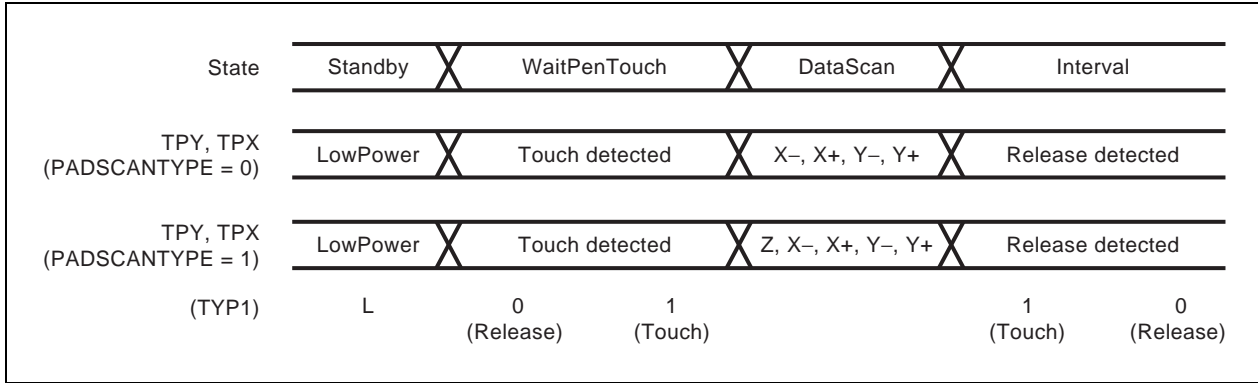 State Standby WaitPenTouch DataScan Interval
TPY, TPX
(PADSCANTYPE = 0) LowPower Touch detected X−, X+, Y−, Y+ Release detected
TPY, TPX
(PADSCANTYPE = 1) LowPower Touch detected Z, X−, X+, Y−, Y+ Release detected
(TYP1) L 0 1 1 0
(Release) (Touch) (Touch) (Release)